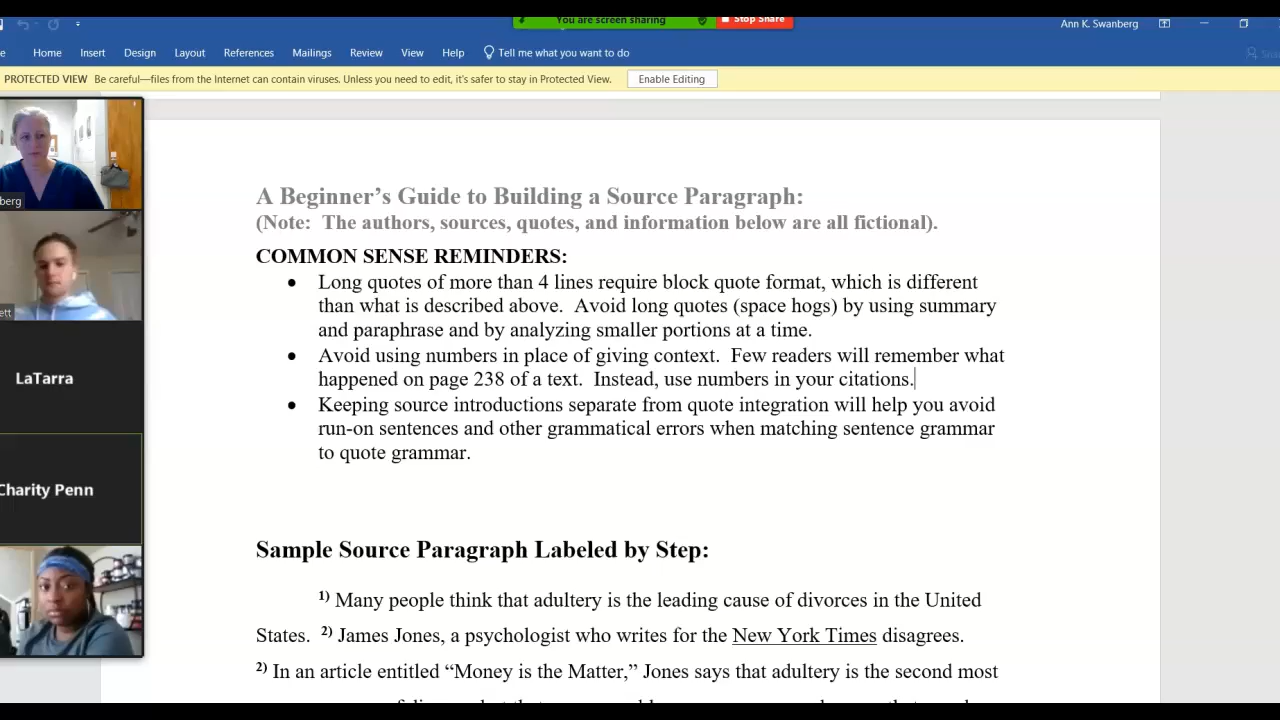 You are screen sharing
Stop Share
Ann K. Swanberg
Home Insert Design Layout References Mailings Review View Help Tell me what you want to do
PROTECTED VIEW Be careful—files from the Internet can contain viruses. Unless you need to edit, it's safer to stay in Protected View. Enable Editing
berg
ett
LaTarra
Charity Penn
A Beginner's Guide to Building a Source Paragraph:
(Note: The authors, sources, quotes, and information below are all fictional).
COMMON SENSE REMINDERS:
• Long quotes of more than 4 lines require block quote format, which is different
than what is described above. Avoid long quotes (space hogs) by using summary
and paraphrase and by analyzing smaller portions at a time.
• Avoid using numbers in place of giving context. Few readers will remember what
happened on page 238 of a text. Instead, use numbers in your citations.
• Keeping source introductions separate from quote integration will help you avoid
run-on sentences and other grammatical errors when matching sentence grammar
to quote grammar.
Sample Source Paragraph Labeled by Step:
1) Many people think that adultery is the leading cause of divorces in the United
States. 2) James Jones, a psychologist who writes for the New York Times disagrees.
2) In an article entitled “Money is the Matter,” Jones says that adultery is the second most